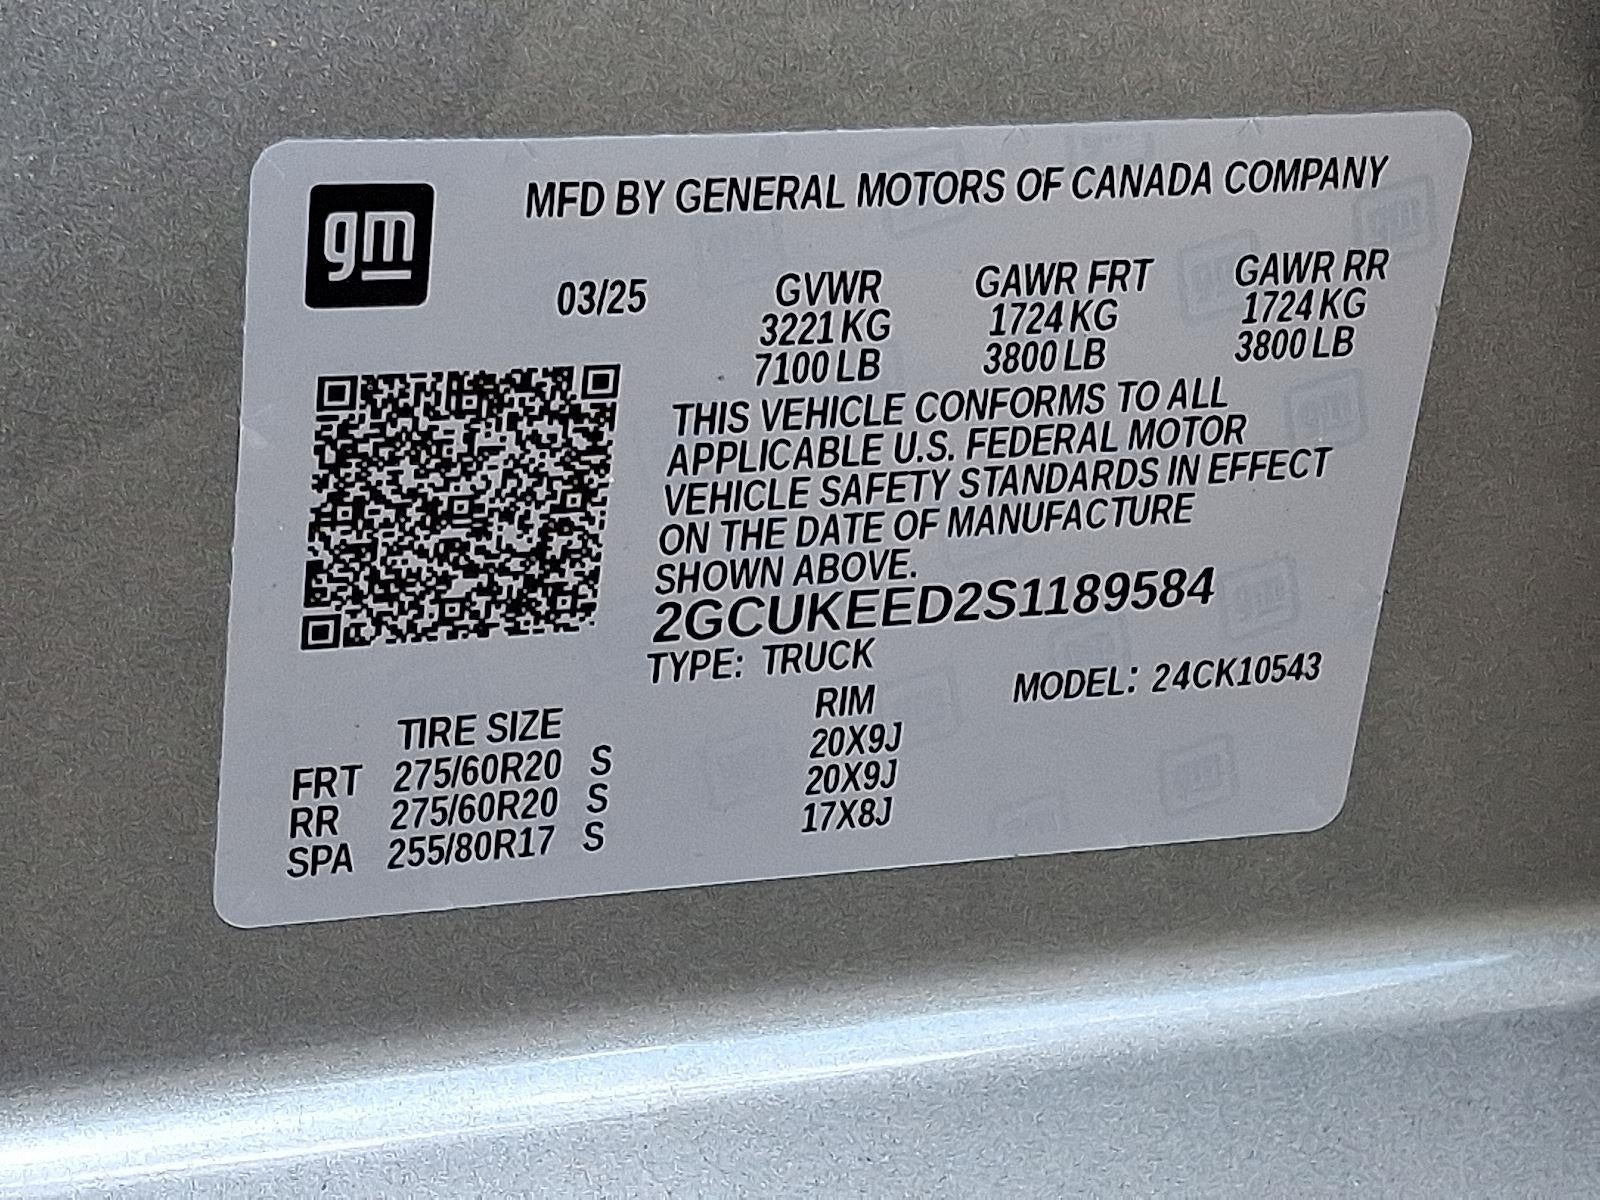 gm
MFD BY GENERAL MOTORS OF CANADA COMPANY
03/25 GVWR GAWR FRT GAWR RR
3221 KG 1724 KG 1724 KG
7100 LB 3800 LB 3800 LB
THIS VEHICLE CONFORMS TO ALL
APPLICABLE U.S. FEDERAL MOTOR
VEHICLE SAFETY STANDARDS IN EFFECT
ON THE DATE OF MANUFACTURE
SHOWN ABOVE.
2GCUKEED2S1189584
TYPE: TRUCK MODEL: 24CK10543
TIRE SIZE RIM
FRT 275/60R20 S 20X9J
RR 275/60R20 S 20X9J
SPA 255/80R17 S 17X8J